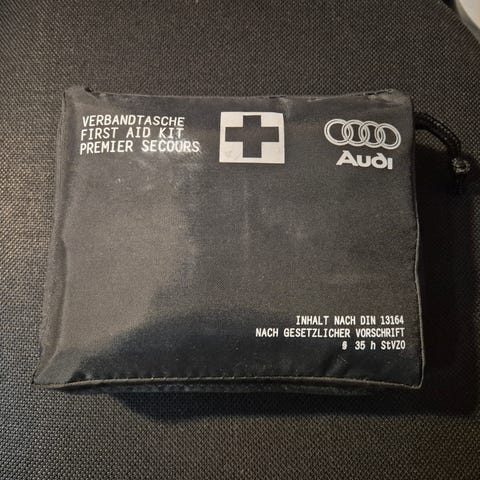 VERBANDTASCHE
FIRST AID KIT
PREMIER SECOURS
Audi
INHALT NACH DIN 13164
NACH GESETZLICHER VORSCHRIFT
§ 35 h StVZO